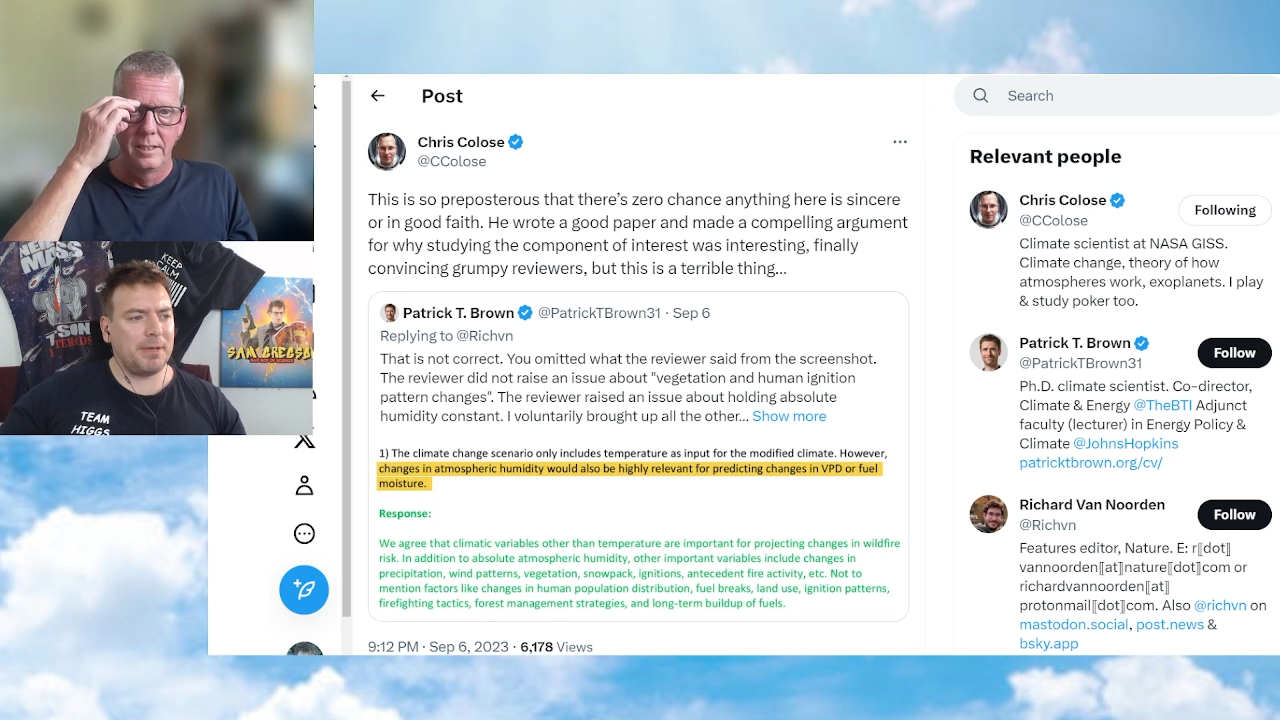 NEED
MASS
KEEP
CALM
SON
TEROIDS
SAM GREGSON
TEAM
HIGGS
Post
Chris Colose
@CColose
This is so preposterous that there’s zero chance anything here is sincere
or in good faith. He wrote a good paper and made a compelling argument
for why studying the component of interest was interesting, finally
convincing grumpy reviewers, but this is a terrible thing...
Patrick T. Brown @PatrickTBrown31 · Sep 6
Replying to @Richvn
That is not correct. You omitted what the reviewer said from the screenshot.
The reviewer did not raise an issue about "vegetation and human ignition
pattern changes". The reviewer raised an issue about holding absolute
humidity constant. I voluntarily brought up all the other... Show more
1) The climate change scenario only includes temperature as input for the modified climate. However,
changes in atmospheric humidity would also be highly relevant for predicting changes in VPD or fuel
moisture.
Response:
We agree that climatic variables other than temperature are important for projecting changes in wildfire
risk. In addition to absolute atmospheric humidity, other important variables include changes in
precipitation, wind patterns, vegetation, snowpack, ignitions, antecedent fire activity, etc. Not to
mention factors like changes in human population distribution, fuel breaks, land use, ignition patterns,
firefighting tactics, forest management strategies, and long-term buildup of fuels.
9:12 PM · Sep 6, 2023 · 6,178 Views
Search
Relevant people
Chris Colose
@CColose
Following
Climate scientist at NASA GISS.
Climate change, theory of how
atmospheres work, exoplanets. I play
& study poker too.
Patrick T. Brown
@PatrickTBrown31
Follow
Ph.D. climate scientist. Co-director,
Climate & Energy @TheBTI Adjunct
faculty (lecturer) in Energy Policy &
Climate @JohnsHopkins
patricktbrown.org/cv/
Richard Van Noorden
@Richvn
Follow
Features editor, Nature. E: r⟦dot⟧
vannoorden⟦at⟧nature⟦dot⟧com or
richardvannoorden⟦at⟧
protonmail⟦dot⟧com. Also @richvn on
mastodon.social, post.news &
bsky.app